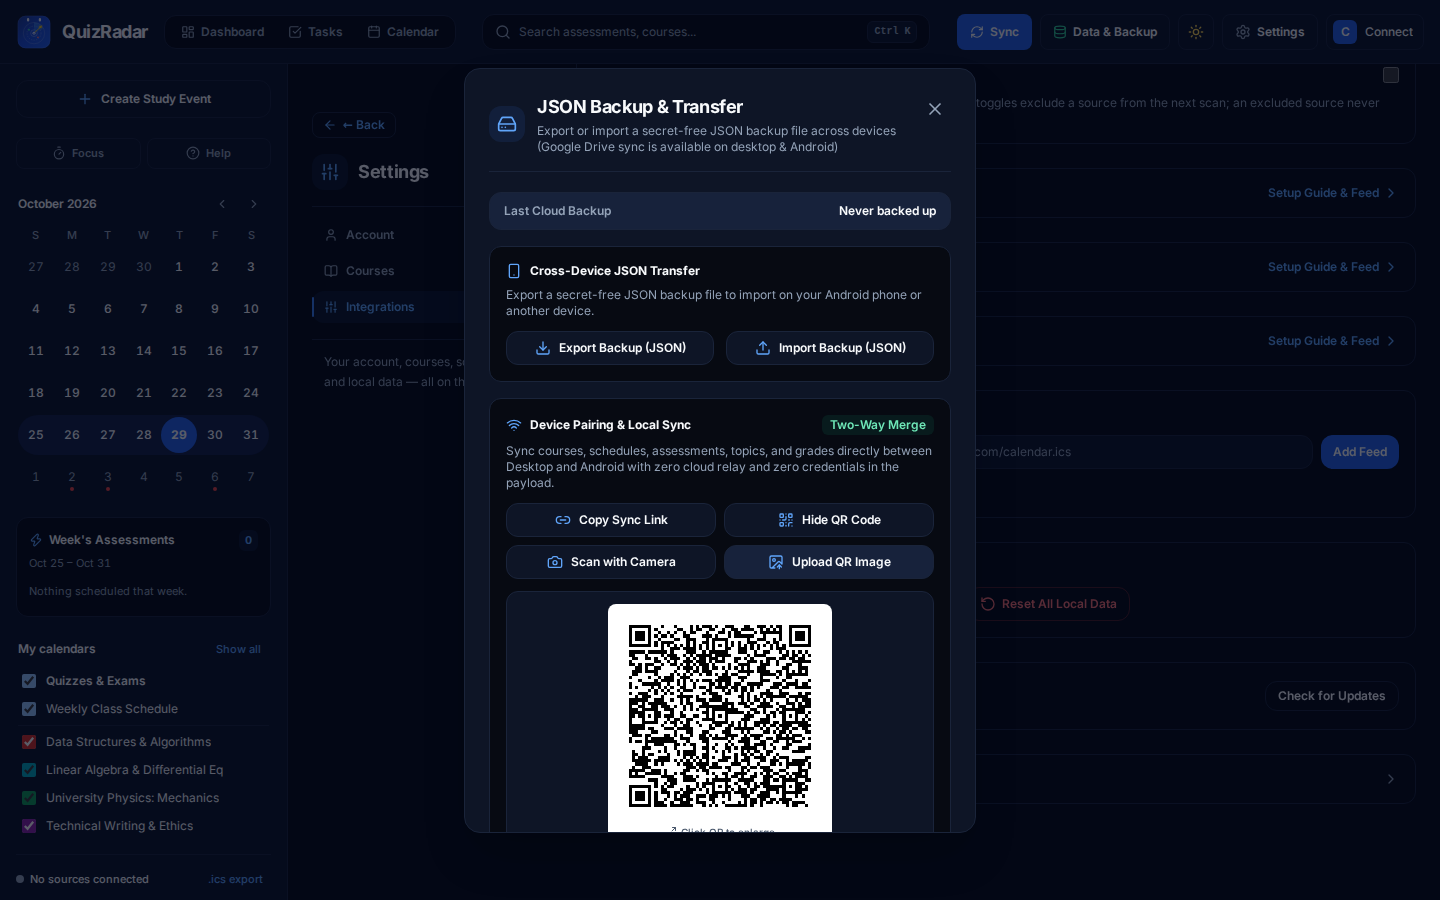 QuizRadar
Dashboard
Tasks
Calendar
Search assessments, courses...
Ctrl K
Sync
Data & Backup
Settings
C
Connect
Create Study Event
Focus
Help
October 2026
S M T W T F S
27 28 29 30 1 2 3
4 5 6 7 8 9 10
11 12 13 14 15 16 17
18 19 20 21 22 23 24
25 26 27 28 29 30 31
1 2 3 4 5 6 7
Week's Assessments
0
Oct 25 – Oct 31
Nothing scheduled that week.
My calendars
Show all
Quizzes & Exams
Weekly Class Schedule
Data Structures & Algorithms
Linear Algebra & Differential Eq
University Physics: Mechanics
Technical Writing & Ethics
No sources connected
.ics export
← Back
Settings
Account
Courses
Integrations
Your account, courses, s
and local data — all on th
JSON Backup & Transfer
Export or import a secret-free JSON backup file across devices
(Google Drive sync is available on desktop & Android)
Last Cloud Backup
Never backed up
Cross-Device JSON Transfer
Export a secret-free JSON backup file to import on your Android phone or
another device.
Export Backup (JSON)
Import Backup (JSON)
Device Pairing & Local Sync
Two-Way Merge
Sync courses, schedules, assessments, topics, and grades directly between
Desktop and Android with zero cloud relay and zero credentials in the
payload.
Copy Sync Link
Hide QR Code
Scan with Camera
Upload QR Image
Click QR to enlarge
toggles exclude a source from the next scan; an excluded source never
Setup Guide & Feed
Setup Guide & Feed
Setup Guide & Feed
com/calendar.ics
Add Feed
Reset All Local Data
Check for Updates